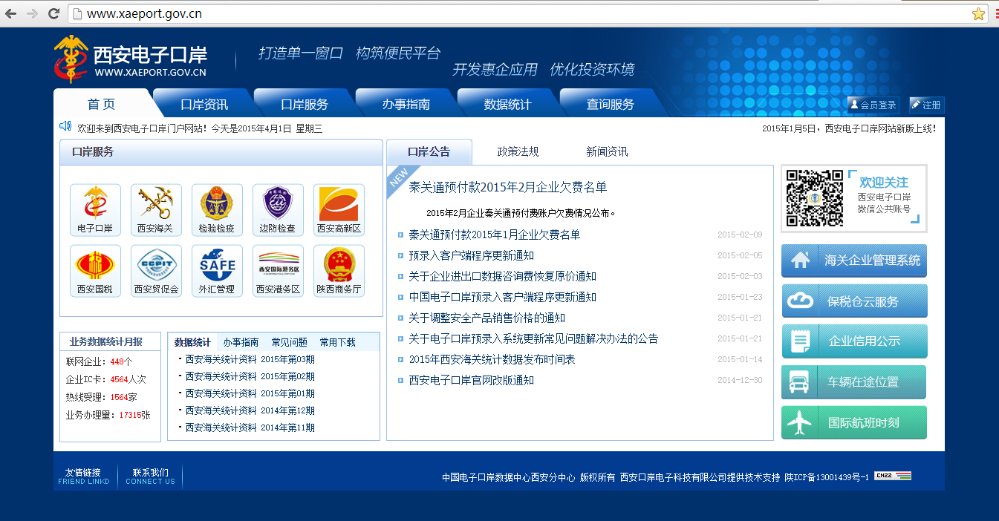 www.xaeport.gov.cn
西安电子口岸
WWW.XAEPORT.GOV.CN
打造单一窗口 构筑便民平台
开发惠企应用 优化投资环境
首 页 口岸资讯 口岸服务 办事指南 数据统计 查询服务
会员登录 注册
欢迎来到西安电子口岸门户网站！今天是2015年4月1日 星期三
2015年1月5日，西安电子口岸网站新版上线！
口岸服务
电子口岸 西安海关 检验检疫 边防检查 西安高新区
CCPIT SAFE 西安国际港务区
西安国税 西安贸促会 外汇管理 西安港务区 陕西商务厅
业务数据统计月报
联网企业：448个
企业IC卡：4564人次
热线受理：1564家
业务办理量：17315张
数据统计 办事指南 常见问题 常用下载
西安海关统计资料 2015年第03期
西安海关统计资料 2015年第02期
西安海关统计资料 2015年第01期
西安海关统计资料 2014年第12期
西安海关统计资料 2014年第11期
口岸公告 政策法规 新闻资讯
NEW
秦关通预付款2015年2月企业欠费名单
2015年2月企业秦关通预付费账户欠费情况公布。
秦关通预付款2015年1月企业欠费名单 2015-02-09
预录入客户端程序更新通知 2015-02-05
关于企业进出口数据咨询费恢复原价通知 2015-02-03
中国电子口岸预录入客户端程序更新通知 2015-01-23
关于调整安全产品销售价格的通知 2015-01-21
关于电子口岸预录入系统更新常见问题解决办法的公告 2015-01-21
2015年西安海关统计数据发布时间表 2015-01-14
西安电子口岸官网改版通知 2014-12-30
欢迎关注
西安电子口岸
微信公共账号
海关企业管理系统
保税仓云服务
企业信用公示
车辆在途位置
国际航班时刻
友情链接 联系我们
FRIEND LINKD CONNECT US
中国电子口岸数据中心西安分中心 版权所有 西安口岸电子科技有限公司提供技术支持 陕ICP备13001439号-1 CNZZ